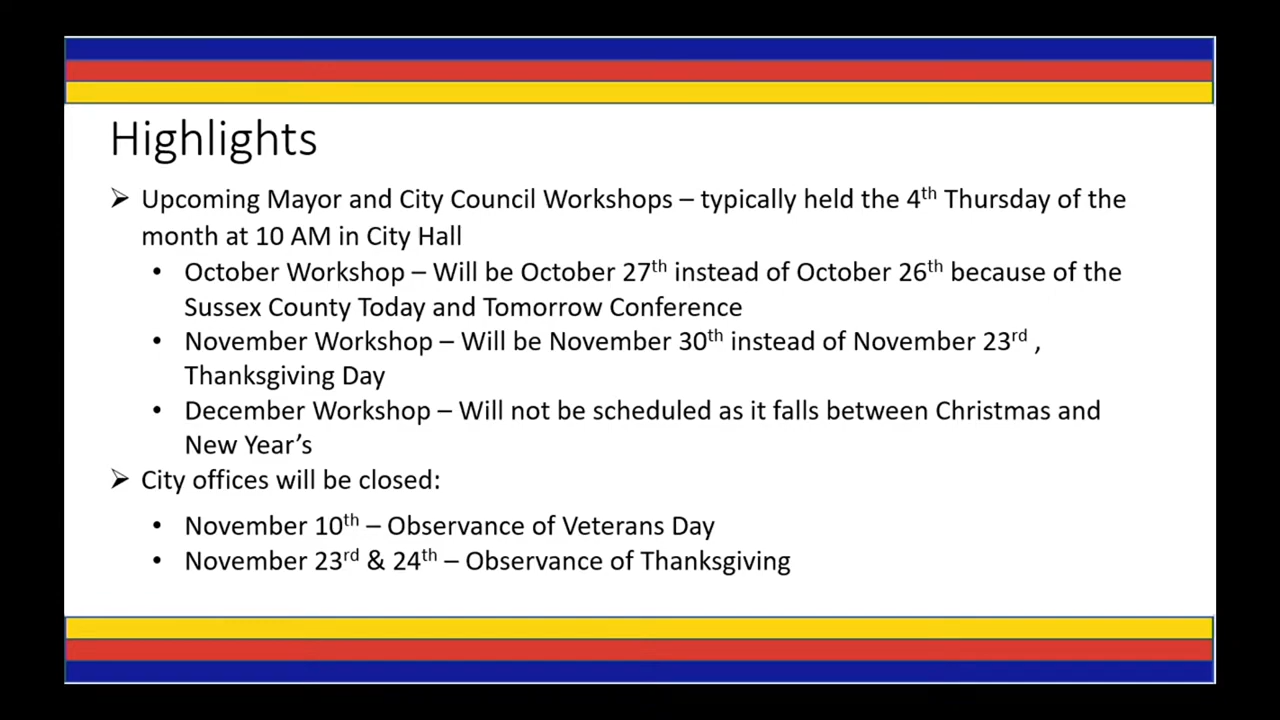 Highlights
➢ Upcoming Mayor and City Council Workshops – typically held the 4th Thursday of the
month at 10 AM in City Hall
• October Workshop – Will be October 27th instead of October 26th because of the
Sussex County Today and Tomorrow Conference
• November Workshop – Will be November 30th instead of November 23rd ,
Thanksgiving Day
• December Workshop – Will not be scheduled as it falls between Christmas and
New Year’s
➢ City offices will be closed:
• November 10th – Observance of Veterans Day
• November 23rd & 24th – Observance of Thanksgiving